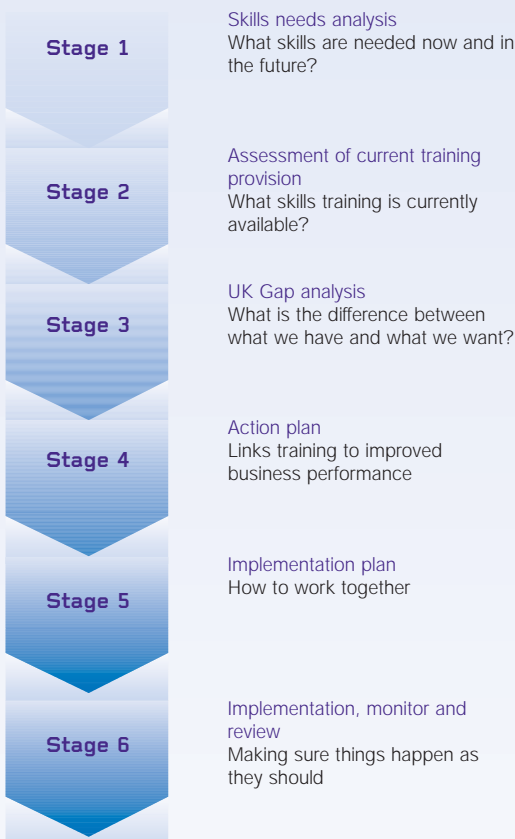 Stage 1
Skills needs analysis
What skills are needed now and in
the future?
Stage 2
Assessment of current training
provision
What skills training is currently
available?
Stage 3
UK Gap analysis
What is the difference between
what we have and what we want?
Stage 4
Action plan
Links training to improved
business performance
Stage 5
Implementation plan
How to work together
Stage 6
Implementation, monitor and
review
Making sure things happen as
they should